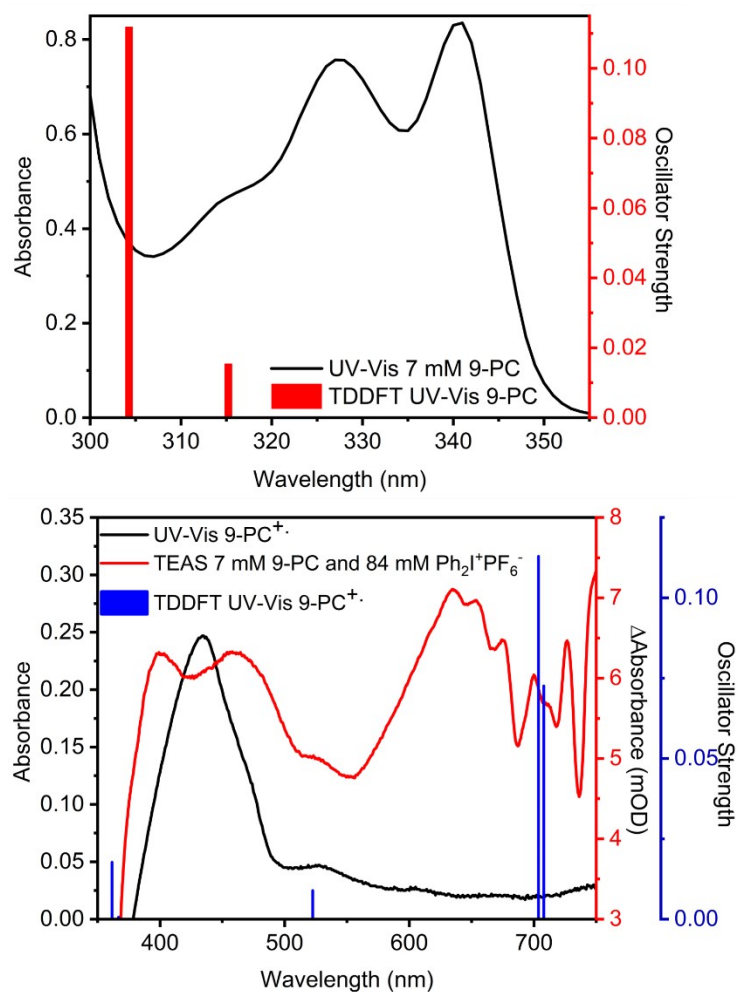 0.8
0.6
0.4
0.2
0.0
Absorbance
0.10
0.08
0.06
0.04
0.02
0.00
Oscillator Strength
UV-Vis 7 mM 9-PC
TDDFT UV-Vis 9-PC
300 310 320 330 340 350
Wavelength (nm)
0.35
0.30
0.25
0.20
0.15
0.10
0.05
0.00
Absorbance
UV-Vis 9-PC⁺·
TEAS 7 mM 9-PC and 84 mM Ph₂I⁺PF₆⁻
TDDFT UV-Vis 9-PC⁺·
8
7
6
5
4
3
ΔAbsorbance (mOD)
0.10
0.05
0.00
Oscillator Strength
400 500 600 700
Wavelength (nm)